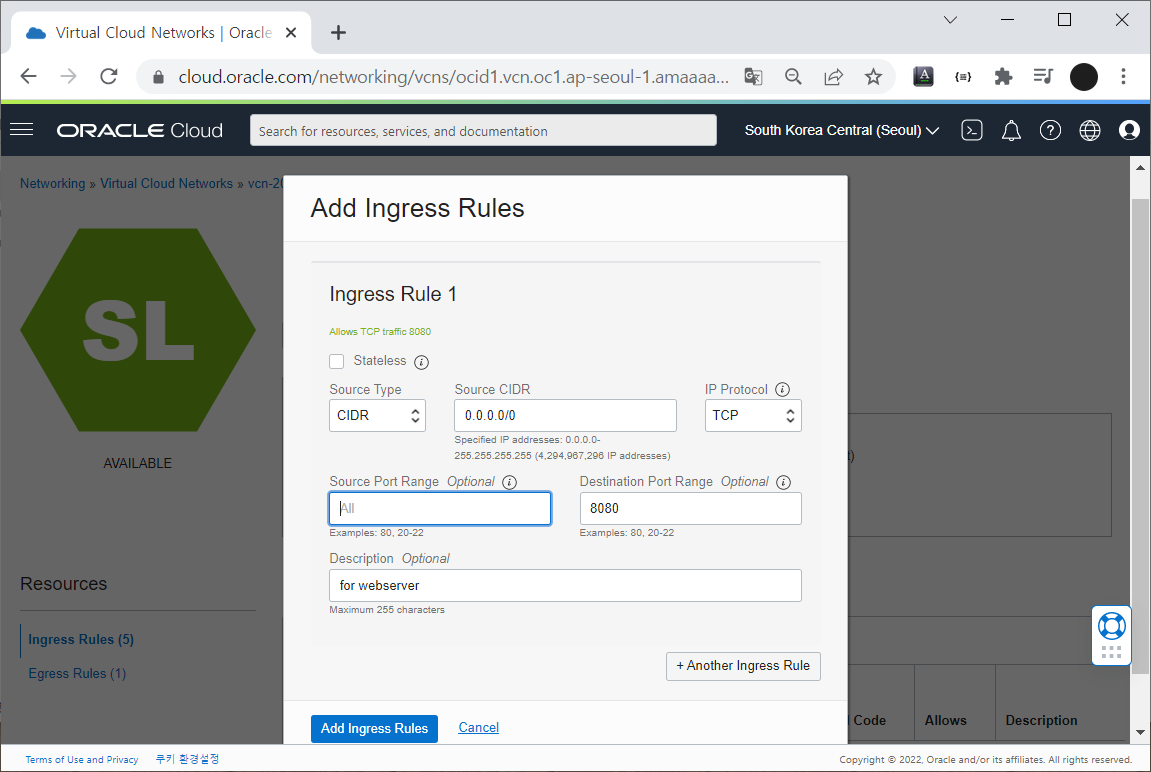 Virtual Cloud Networks | Oracle
cloud.oracle.com/networking/vcns/ocid1.vcn.oc1.ap-seoul-1.amaaaa...
ORACLE Cloud
Search for resources, services, and documentation
South Korea Central (Seoul)
Networking » Virtual Cloud Networks » vcn-20
SL
AVAILABLE
Add Ingress Rules
Ingress Rule 1
Allows TCP traffic 8080
Stateless
Source Type
Source CIDR
IP Protocol
CIDR
0.0.0.0/0
TCP
Specified IP addresses: 0.0.0.0-
255.255.255.255 (4,294,967,296 IP addresses)
Source Port Range Optional
Destination Port Range Optional
All
8080
Examples: 80, 20-22
Examples: 80, 20-22
Description Optional
for webserver
Maximum 255 characters
+ Another Ingress Rule
Add Ingress Rules
Cancel
Resources
Ingress Rules (5)
Egress Rules (1)
Code
Allows
Description
Terms of Use and Privacy
쿠키 환경설정
Copyright © 2022, Oracle and/or its affiliates. All rights reserved.